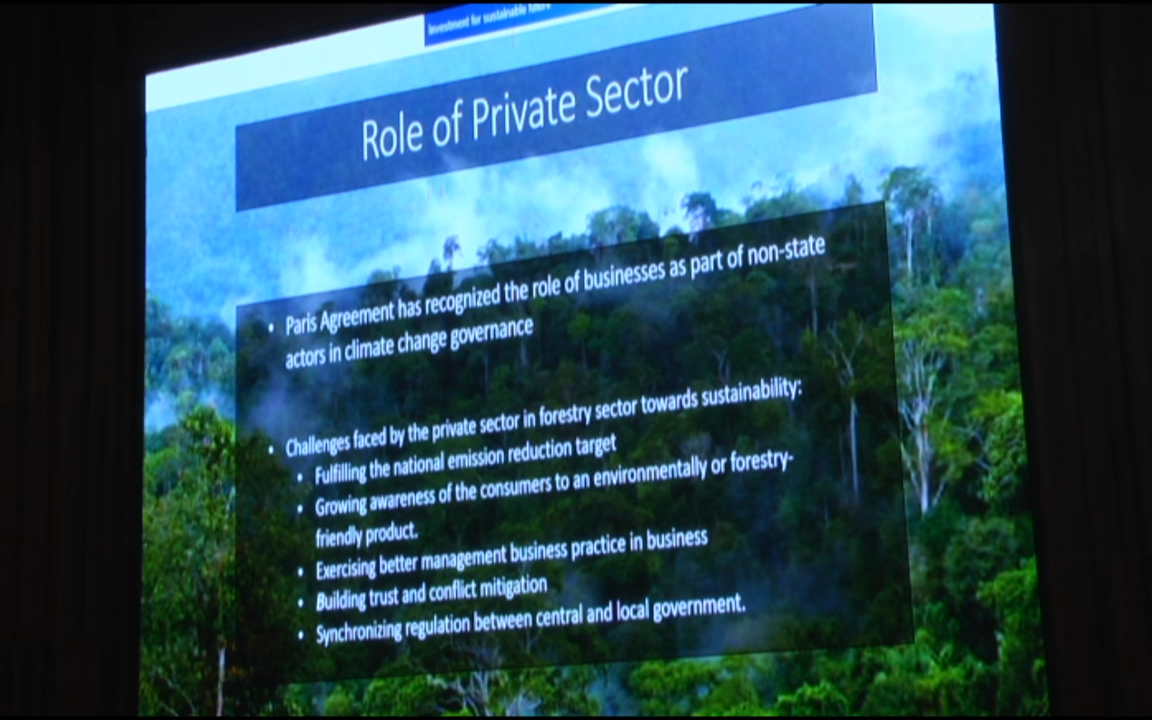 Investment for sustainable future
Role of Private Sector
• Paris Agreement has recognized the role of businesses as part of non-state
actors in climate change governance
• Challenges faced by the private sector in forestry sector towards sustainability:
• Fulfilling the national emission reduction target
• Growing awareness of the consumers to an environmentally or forestry-
friendly product.
• Exercising better management business practice in business
• Building trust and conflict mitigation
• Synchronizing regulation between central and local government.